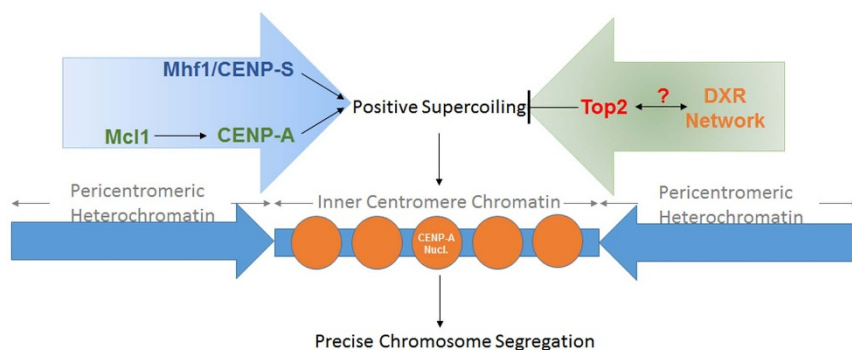 Mhf1/CENP-S
Mcl1
CENP-A
Positive Supercoiling
Top2
?
DXR
Network
Pericentromeric
Heterochromatin
Inner Centromere Chromatin
Pericentromeric
Heterochromatin
CENP-A
Nucl.
Precise Chromosome Segregation